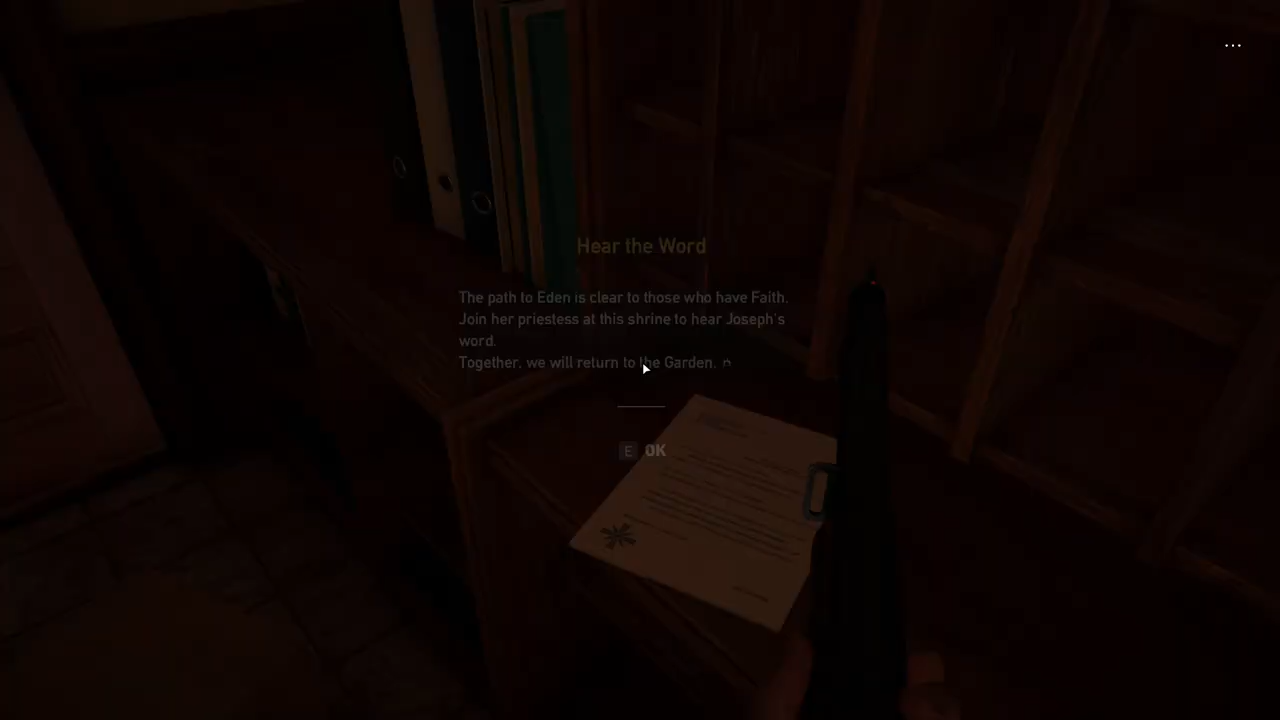 ...
Hear the Word
The path to Eden is clear to those who have Faith.
Join her priestess at this shrine to hear Joseph's
word.
Together, we will return to the Garden.
E OK